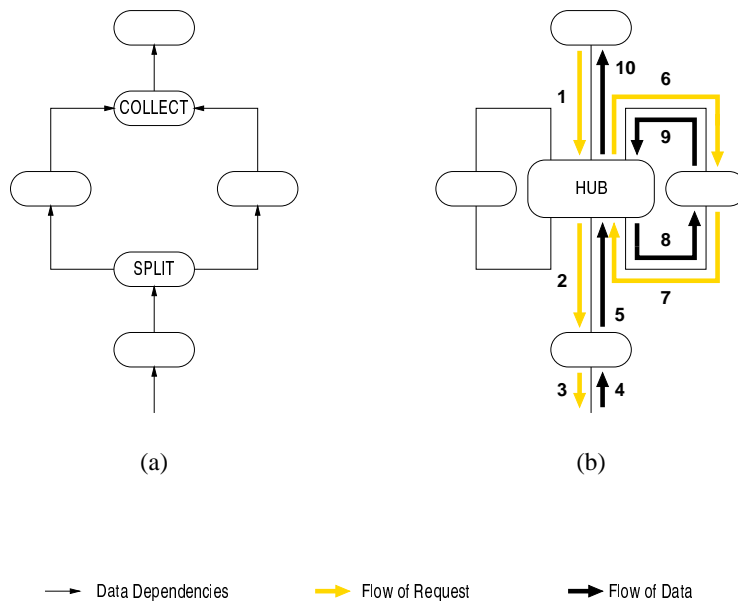 COLLECT
SPLIT
(a)
10
6
1
9
HUB
8
2
7
5
3
4
(b)
Data Dependencies
Flow of Request
Flow of Data